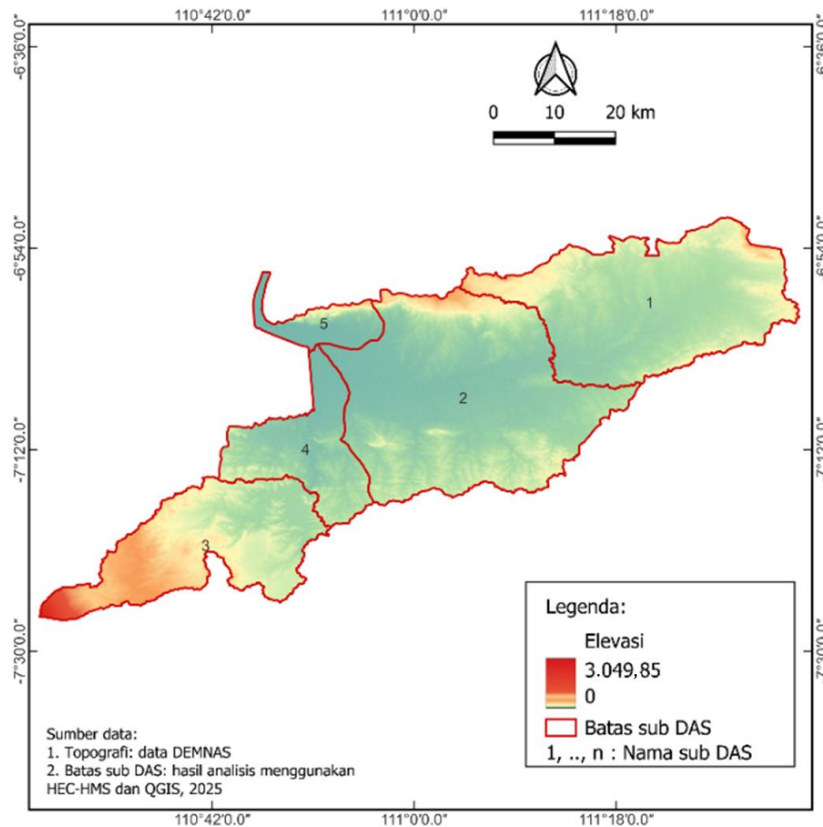 110°42'0.0" 111°0'0.0" 111°18'0.0"
-6°36'0.0" -6°36'0.0"
0 10 20 km
-6°54'0.0" -6°54'0.0"
1
5
2
4
-7°12'0.0" -7°12'0.0"
3
-7°30'0.0" -7°30'0.0"
Legenda:
Elevasi
3.049,85
0
Batas sub DAS
1, .., n : Nama sub DAS
Sumber data:
1. Topografi: data DEMNAS
2. Batas sub DAS: hasil analisis menggunakan
HEC-HMS dan QGIS, 2025
110°42'0.0" 111°0'0.0" 111°18'0.0"